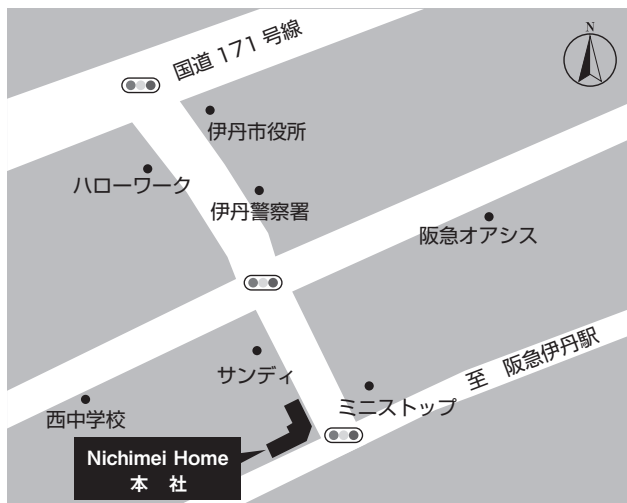 N
国道 171 号線
伊丹市役所
ハローワーク
伊丹警察署
阪急オアシス
サンディ
至　阪急伊丹駅
ミニストップ
西中学校
Nichimei Home
本　社